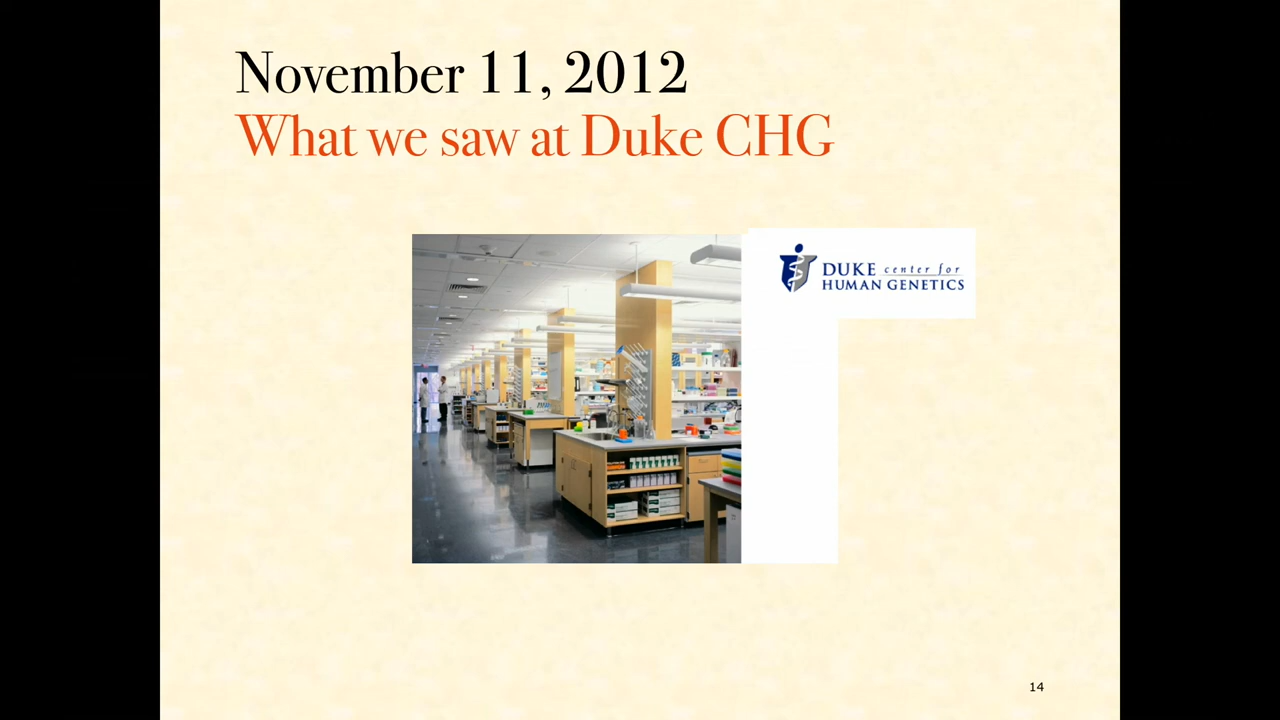 November 11, 2012
What we saw at Duke CHG
DUKE center for
HUMAN GENETICS
14